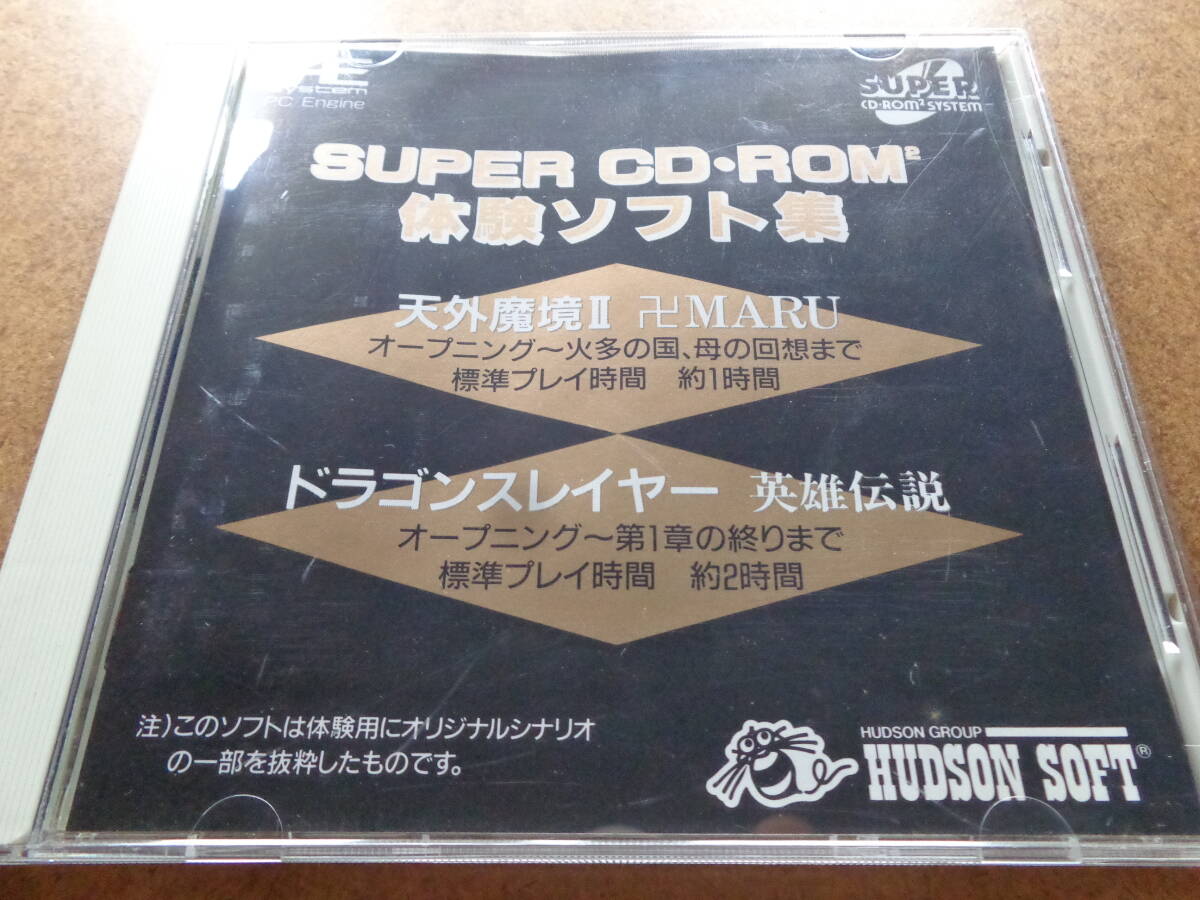 System
PC Engine
SUPER
CD-ROM² SYSTEM
SUPER CD・ROM²
体験ソフト集
天外魔境Ⅱ 卍MARU
オープニング〜火多の国、母の回想まで
標準プレイ時間 約1時間
ドラゴンスレイヤー 英雄伝説
オープニング〜第1章の終りまで
標準プレイ時間 約2時間
注)このソフトは体験用にオリジナルシナリオ
の一部を抜粋したものです。
HUDSON GROUP
HUDSON SOFT®